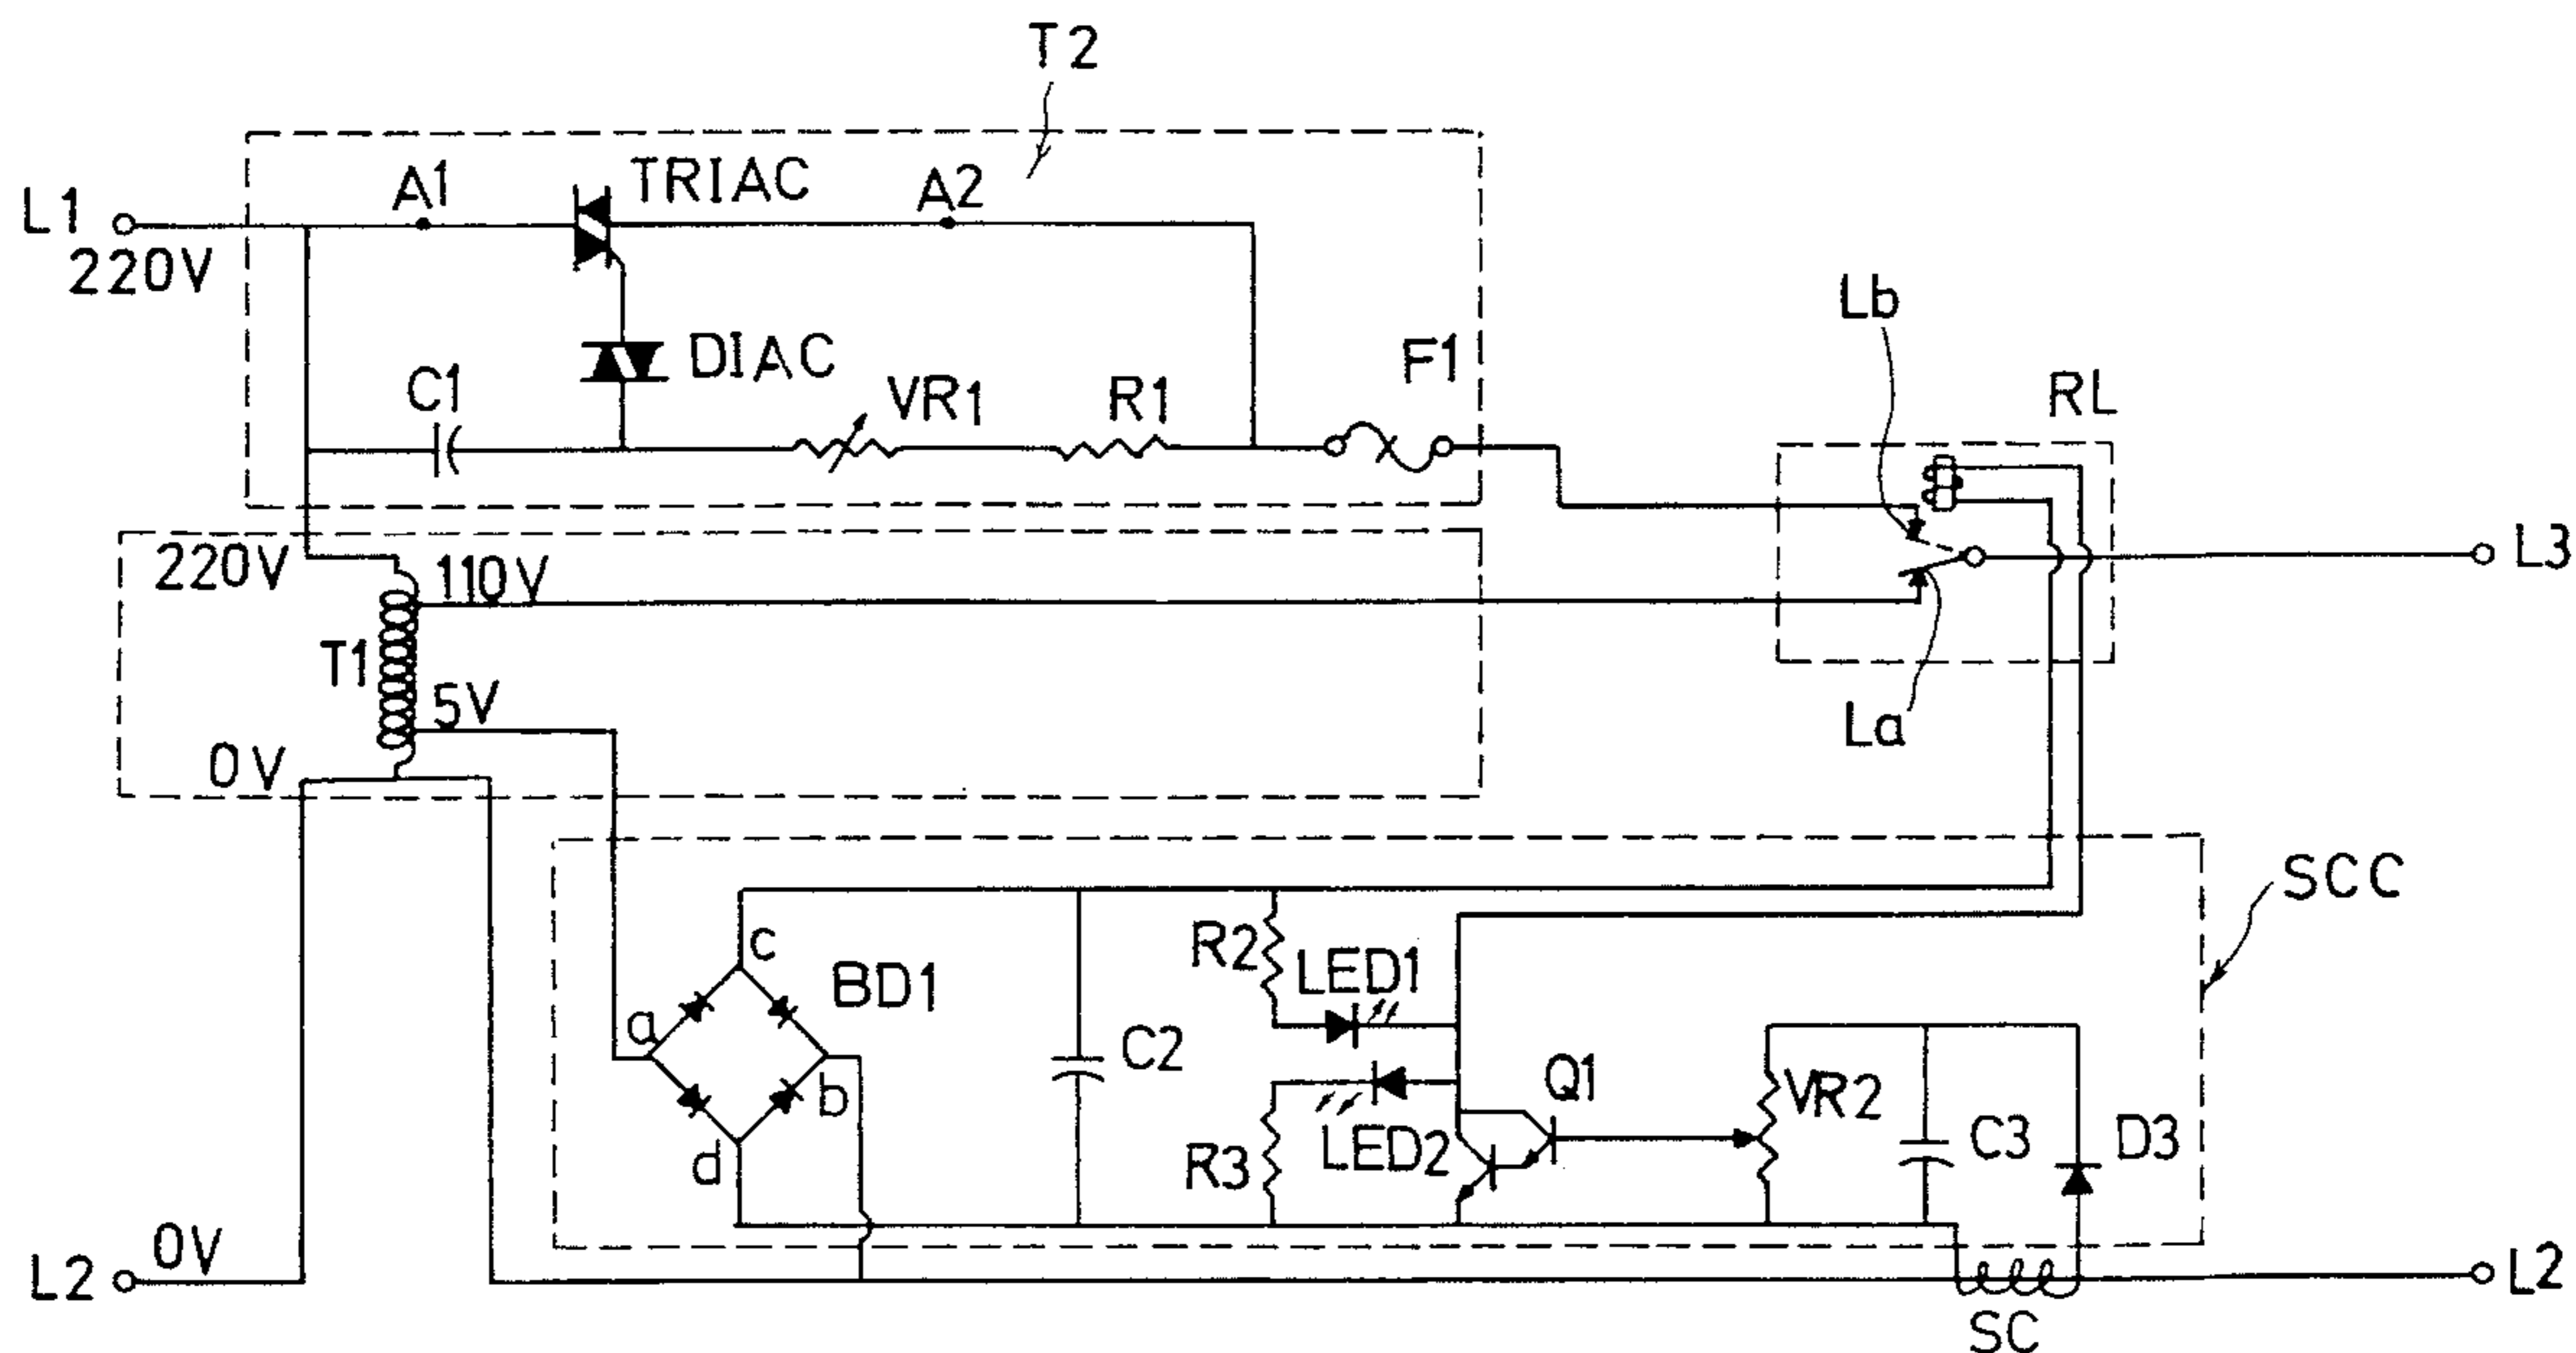 T2
L1
220V
A1
TRIAC
A2
DIAC
C1
VR1
R1
F1
Lb
RL
L3
220V
110V
T1
5V
0V
La
SCC
c
BD1
a
b
d
C2
R2
LED1
LED2
R3
Q1
VR2
C3
D3
L2
0V
SC
L2